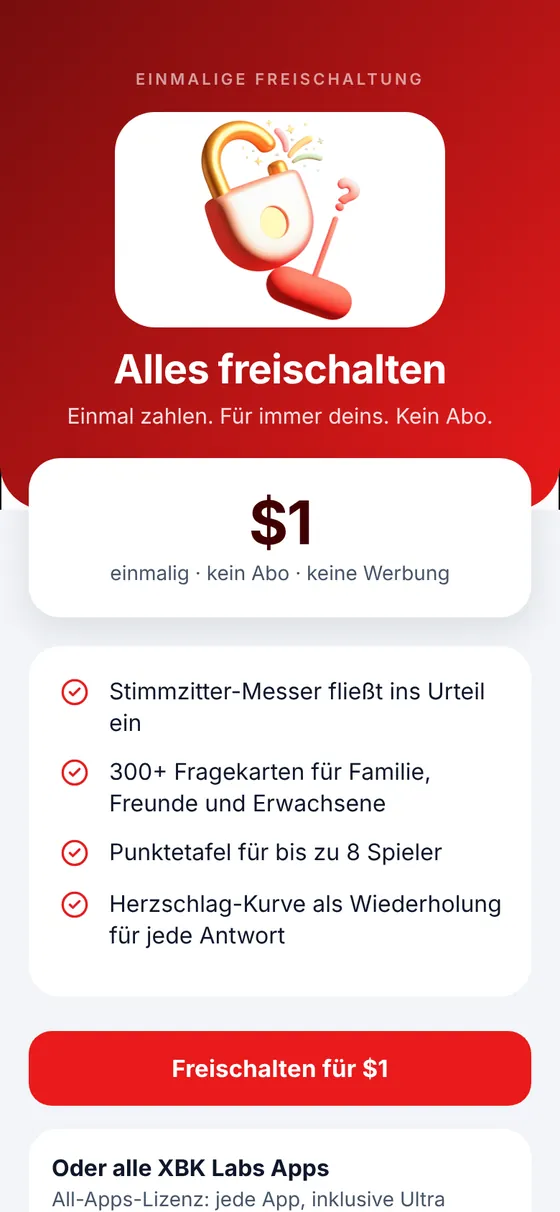 EINMALIGE FREISCHALTUNG
Alles freischalten
Einmal zahlen. Für immer deins. Kein Abo.
$1
einmalig · kein Abo · keine Werbung
Stimmzitter-Messer fließt ins Urteil
ein
300+ Fragekarten für Familie,
Freunde und Erwachsene
Punktetafel für bis zu 8 Spieler
Herzschlag-Kurve als Wiederholung
für jede Antwort
Freischalten für $1
Oder alle XBK Labs Apps
All-Apps-Lizenz: jede App, inklusive Ultra